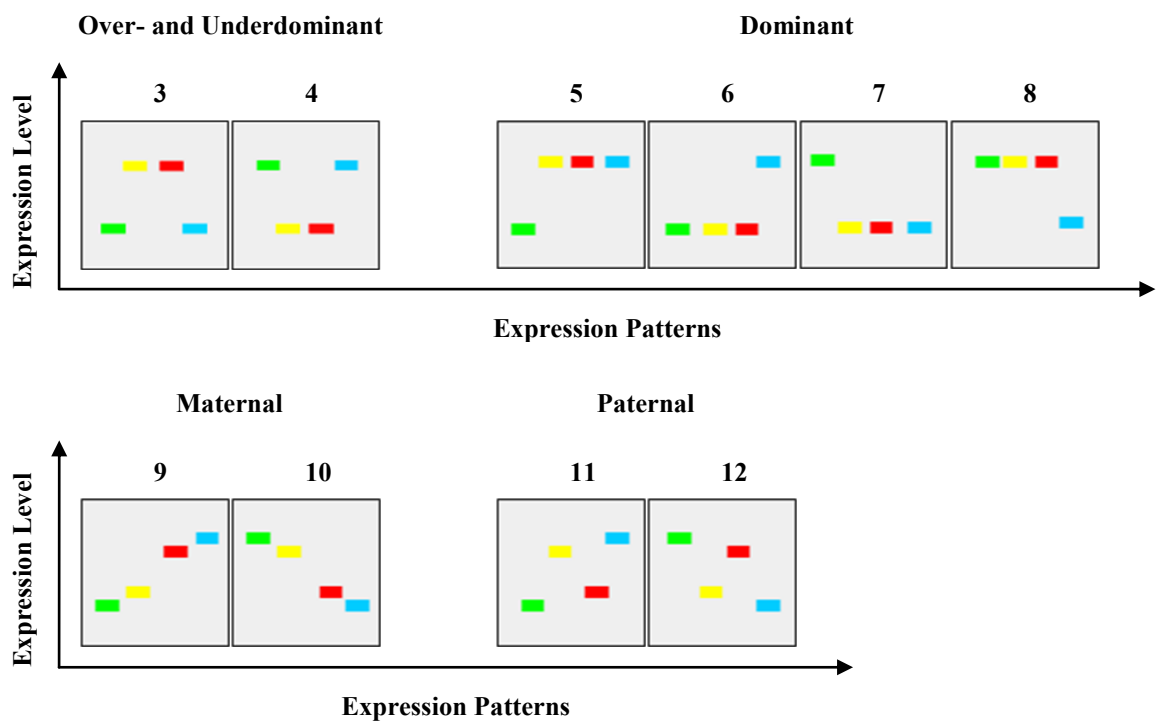 Over- and Underdominant
Dominant
3
4
5
6
7
8
Expression Level
Expression Patterns
Maternal
Paternal
9
10
11
12
Expression Level
Expression Patterns